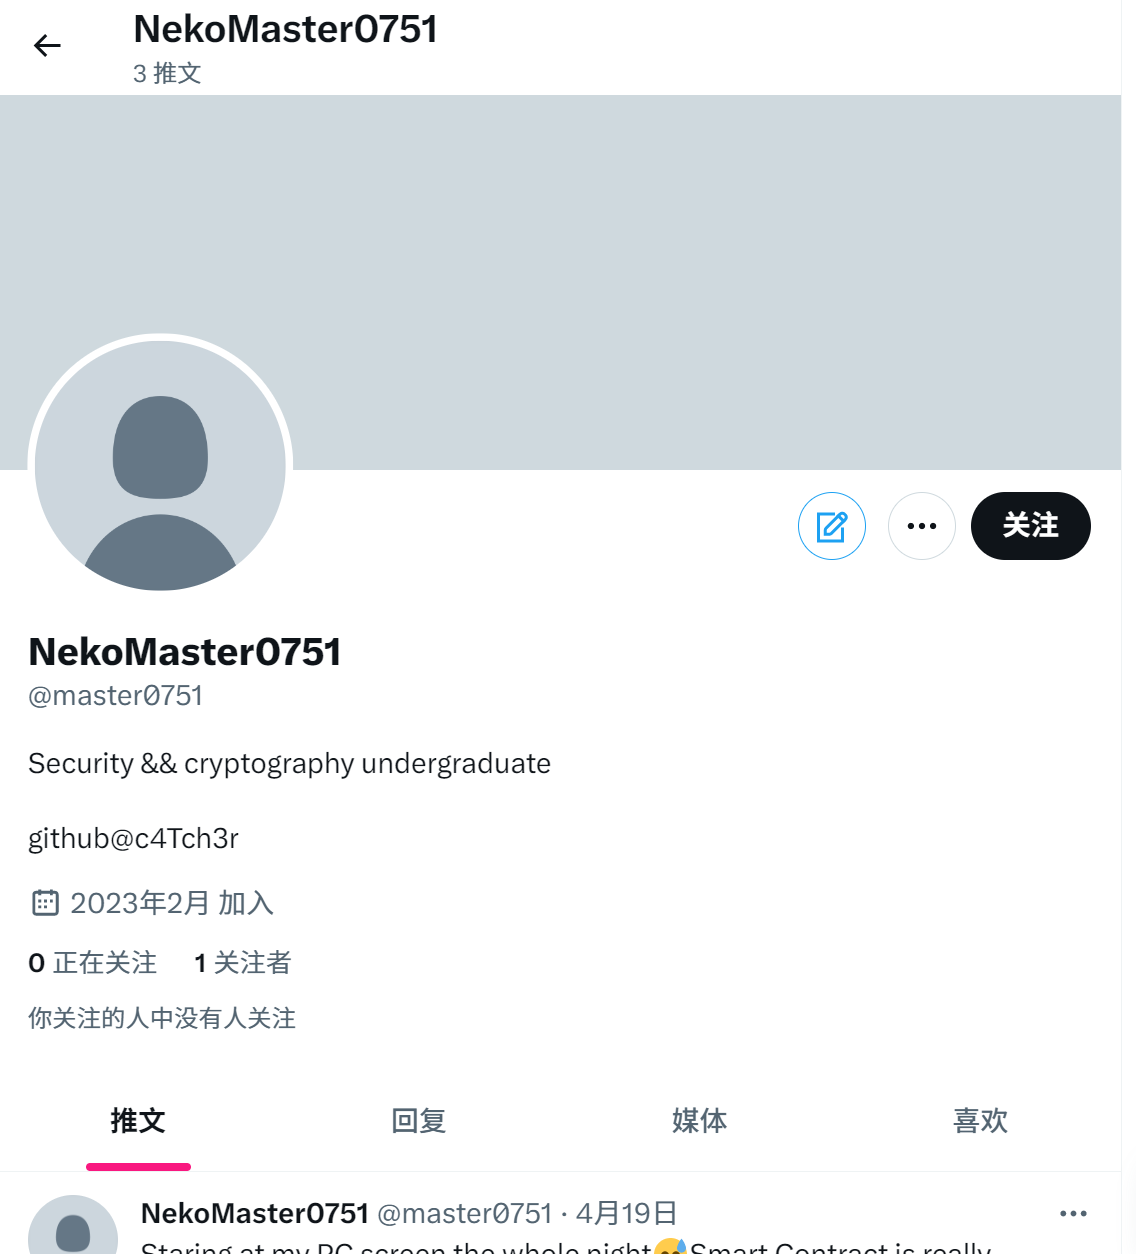 NekoMaster0751
3 推文
关注
NekoMaster0751
@master0751
Security && cryptography undergraduate
github@c4Tch3r
2023年2月 加入
0 正在关注 1 关注者
你关注的人中没有人关注
推文 回复 媒体 喜欢
NekoMaster0751 @master0751 · 4月19日
Staring at my PC screen the whole night😅Smart Contract is really